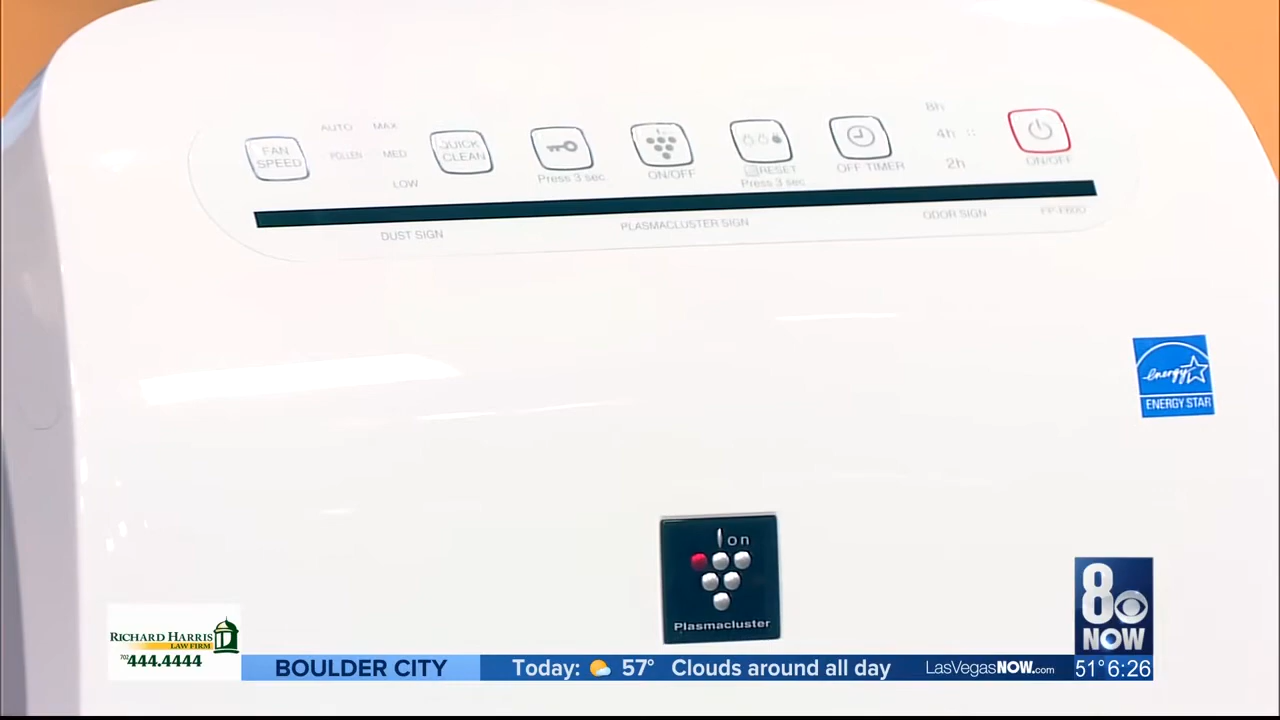 FAN
SPEED
AUTO
MAX
POLLEN
MED
LOW
QUICK
CLEAN
Press 3 sec
ON/OFF
RESET
Press 3 sec
OFF TIMER
8h
4h
2h
ON/OFF
DUST SIGN
PLASMACLUSTER SIGN
ODOR SIGN
FP-F60U
energy
ENERGY STAR
Ion
Plasmacluster
RICHARD HARRIS
LAW FIRM
702 444.4444
8
NOW
BOULDER CITY
Today: 57° Clouds around all day
LasVegasNOW.com
51° 6:26